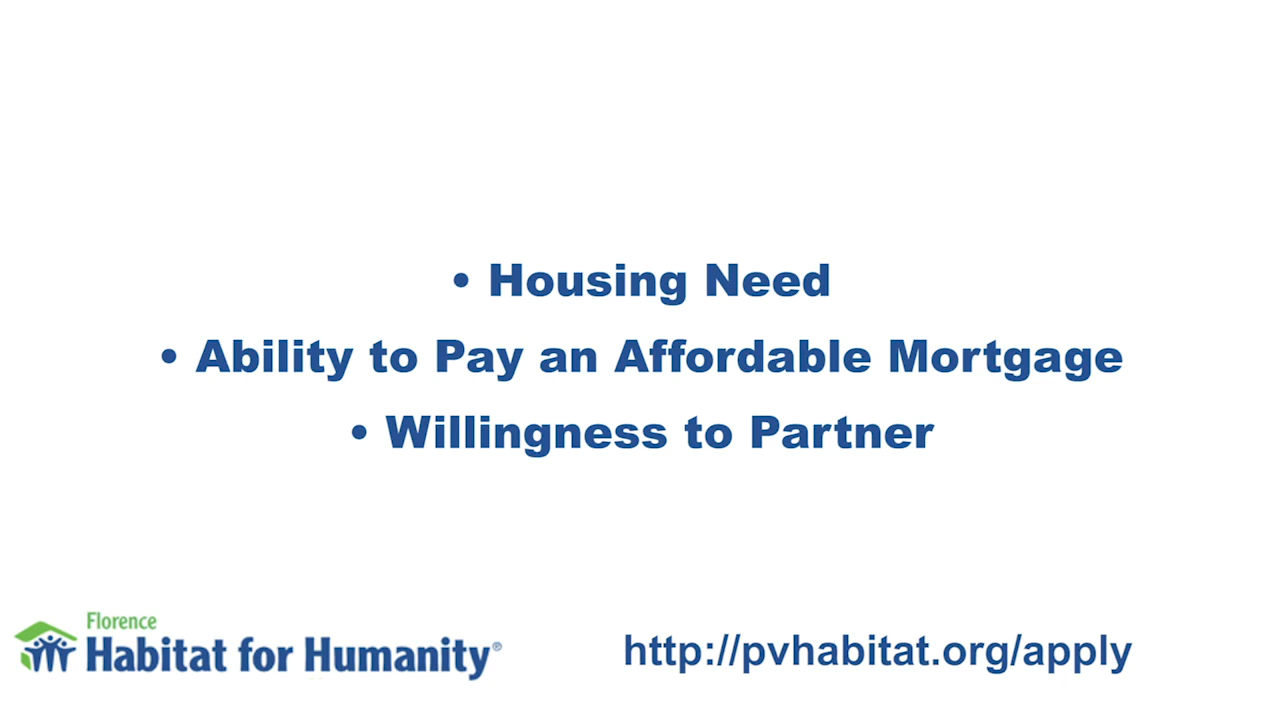 • Housing Need
• Ability to Pay an Affordable Mortgage
• Willingness to Partner
Florence
Habitat for Humanity®
http://pvhabitat.org/apply